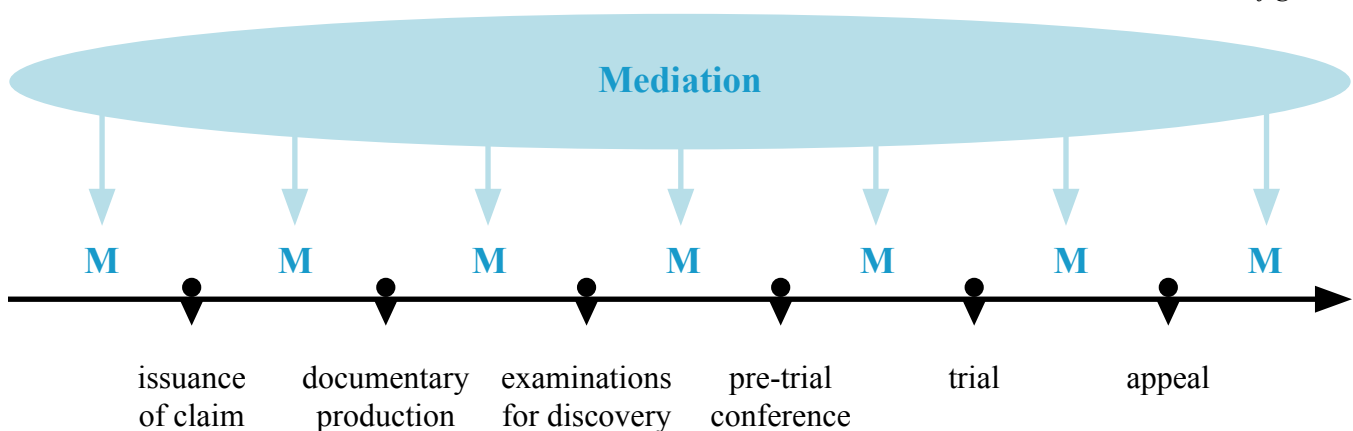 Mediation
M M M M M M M
issuance documentary examinations pre-trial trial appeal
of claim production for discovery conference